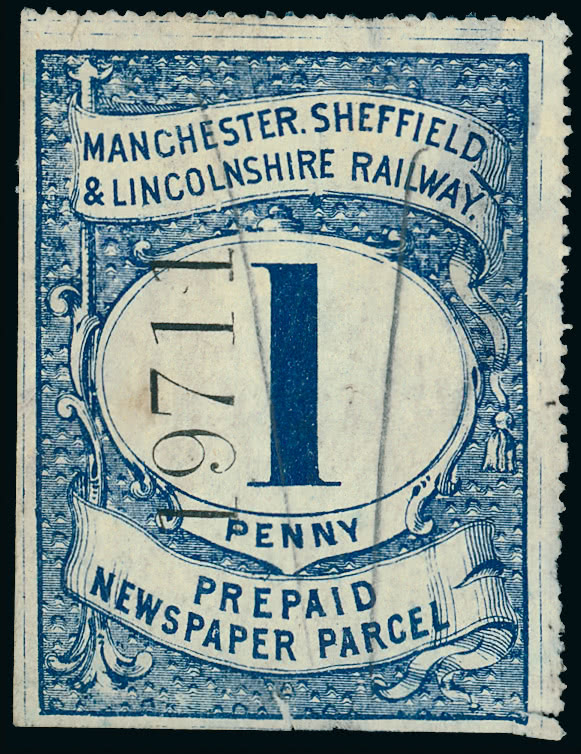 MANCHESTER. SHEFFIELD
& LINCOLNSHIRE RAILWAY.
1
19711
PENNY
PREPAID
NEWSPAPER PARCEL